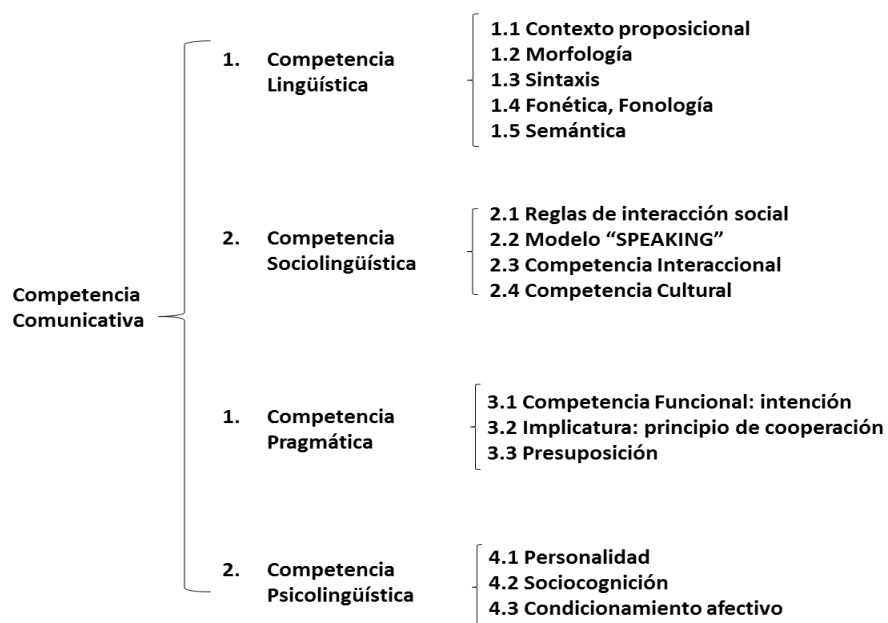 Competencia
Comunicativa
1. Competencia
Lingüística
1.1 Contexto proposicional
1.2 Morfología
1.3 Sintaxis
1.4 Fonética, Fonología
1.5 Semántica
2. Competencia
Sociolingüística
2.1 Reglas de interacción social
2.2 Modelo “SPEAKING”
2.3 Competencia Interaccional
2.4 Competencia Cultural
1. Competencia
Pragmática
3.1 Competencia Funcional: intención
3.2 Implicatura: principio de cooperación
3.3 Presuposición
2. Competencia
Psicolingüística
4.1 Personalidad
4.2 Sociocognición
4.3 Condicionamiento afectivo